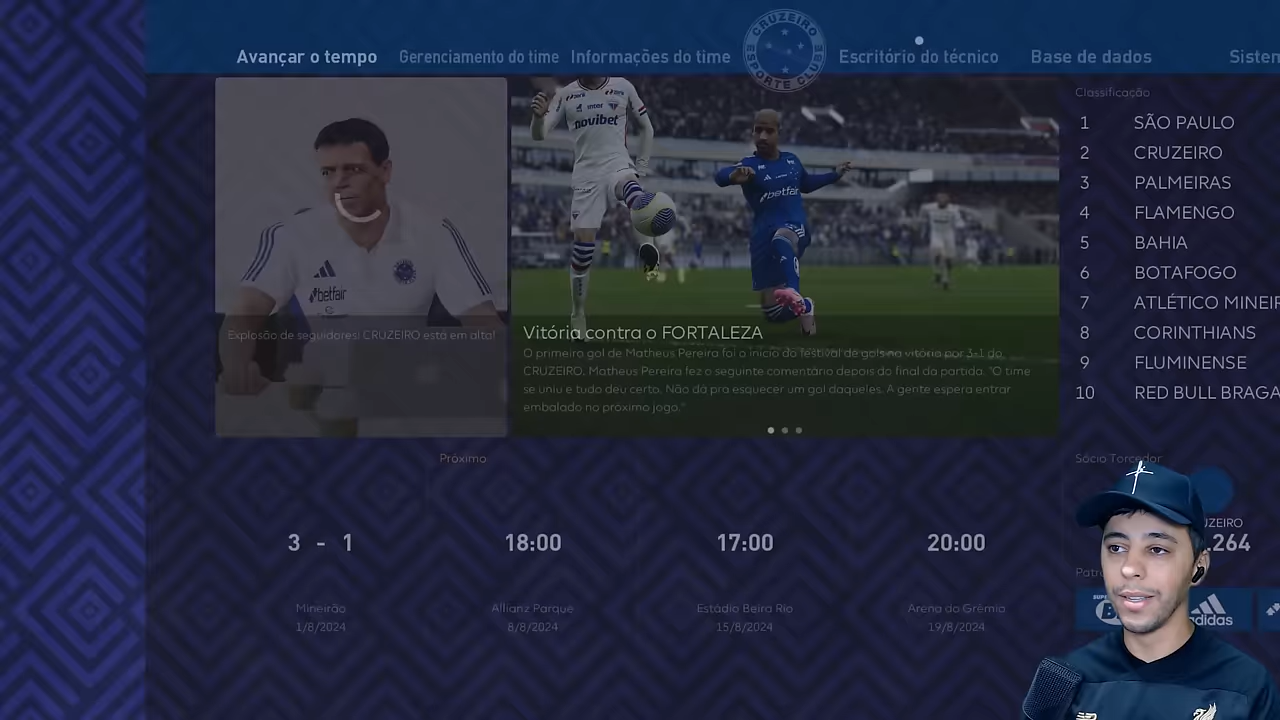 Avançar o tempo
Gerenciamento do time
Informações do time
CRUZEIRO
ESPORTE CLUBE
Escritório do técnico
Base de dados
Sistem
betfair
Explosão de seguidores! CRUZEIRO está em alta!
zero
inter
novibet
betfair
Vitória contra o FORTALEZA
O primeiro gol de Matheus Pereira foi o início do festival de gols na vitória por 3-1 do
CRUZEIRO. Matheus Pereira fez o seguinte comentário depois do final da partida. "O time
se uniu e tudo deu certo. Não dá pra esquecer um gol daqueles. A gente espera entrar
embalado no próximo jogo."
Classificação
1 SÃO PAULO
2 CRUZEIRO
3 PALMEIRAS
4 FLAMENGO
5 BAHIA
6 BOTAFOGO
7 ATLÉTICO MINEIR
8 CORINTHIANS
9 FLUMINENSE
10 RED BULL BRAGA
Próximo
3 - 1
18:00
17:00
20:00
Mineirão
1/8/2024
Allianz Parque
8/8/2024
Estádio Beira Rio
15/8/2024
Arena do Grêmio
19/8/2024
Sócio Torcedor
UZEIRO
.264
Patr
adidas